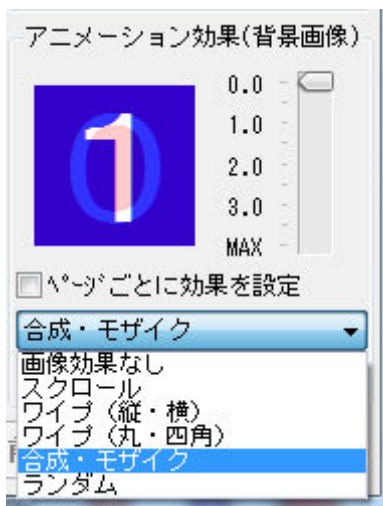 アニメーション効果(背景画像)
0.0
1.0
2.0
3.0
MAX
1
0
ﾍﾟｰｼﾞごとに効果を設定
合成・モザイク
画像効果なし
スクロール
ワイプ（縦・横）
ワイプ（丸・四角）
合成・モザイク
ランダム